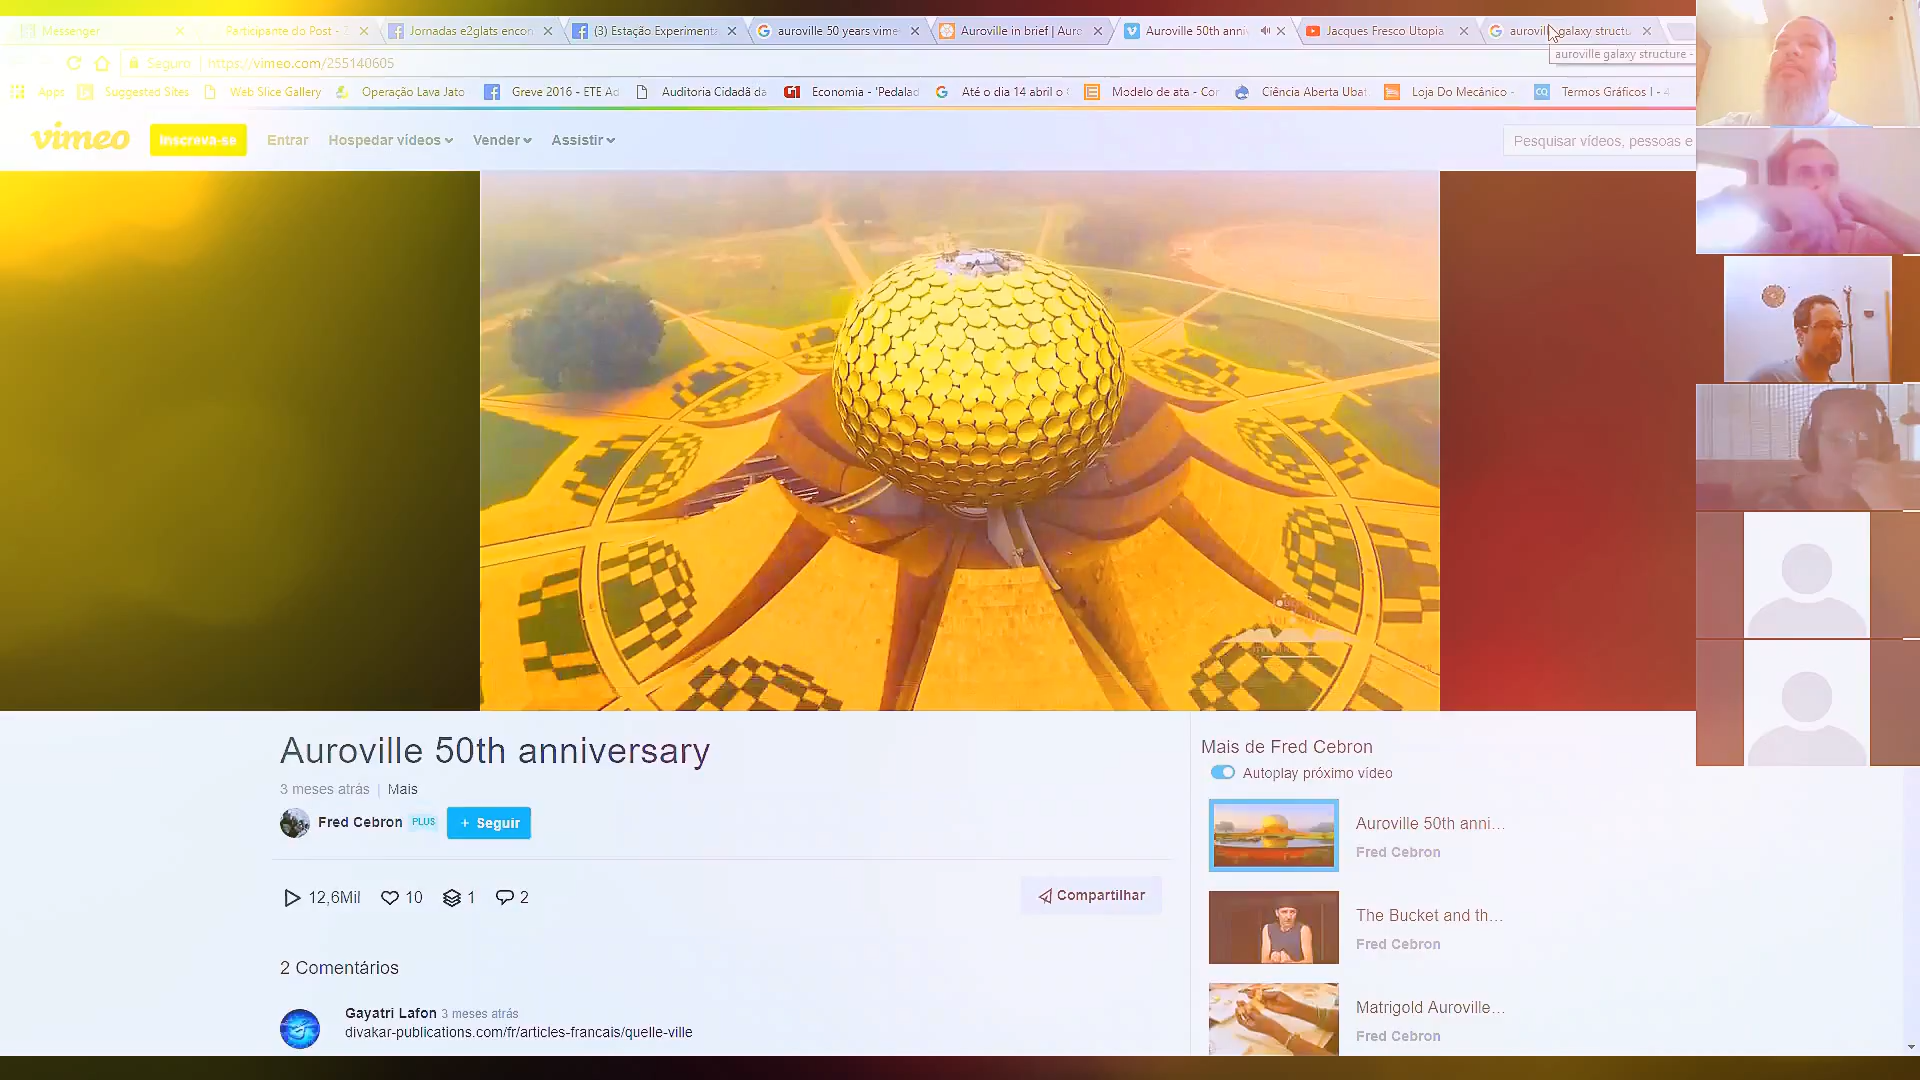 Messenger
Participante do Post - 2
Jornadas e2glats encon
(3) Estação Experimenta
auroville 50 years vime
Auroville in brief | Auro
Auroville 50th anniv
Jacques Fresco Utopia
galaxy structu
auroville galaxy structure -
Seguro
https://vimeo.com/255140605
Apps
Suggested Sites
Web Slice Gallery
Operação Lava Jato
Greve 2016 - ETE Ad
Auditoria Cidadã da
G1
Economia - 'Pedalad
Até o dia 14 abril o
Modelo de ata - Cor
Ciência Aberta Ubat
Loja Do Mecânico -
CQ
Termos Gráficos I - 4
vimeo
Inscreva-se
Entrar
Hospedar vídeos
Vender
Assistir
Pesquisar vídeos, pessoas e
Auroville 50th anniversary
3 meses atrás | Mais
Fred Cebron PLUS
+ Seguir
12,6Mil
10
1
2
Compartilhar
2 Comentários
Gayatri Lafon 3 meses atrás
divakar-publications.com/fr/articles-francais/quelle-ville
Mais de Fred Cebron
Autoplay próximo vídeo
Auroville 50th anni...
Fred Cebron
The Bucket and th...
Fred Cebron
Matrigold Auroville...
Fred Cebron